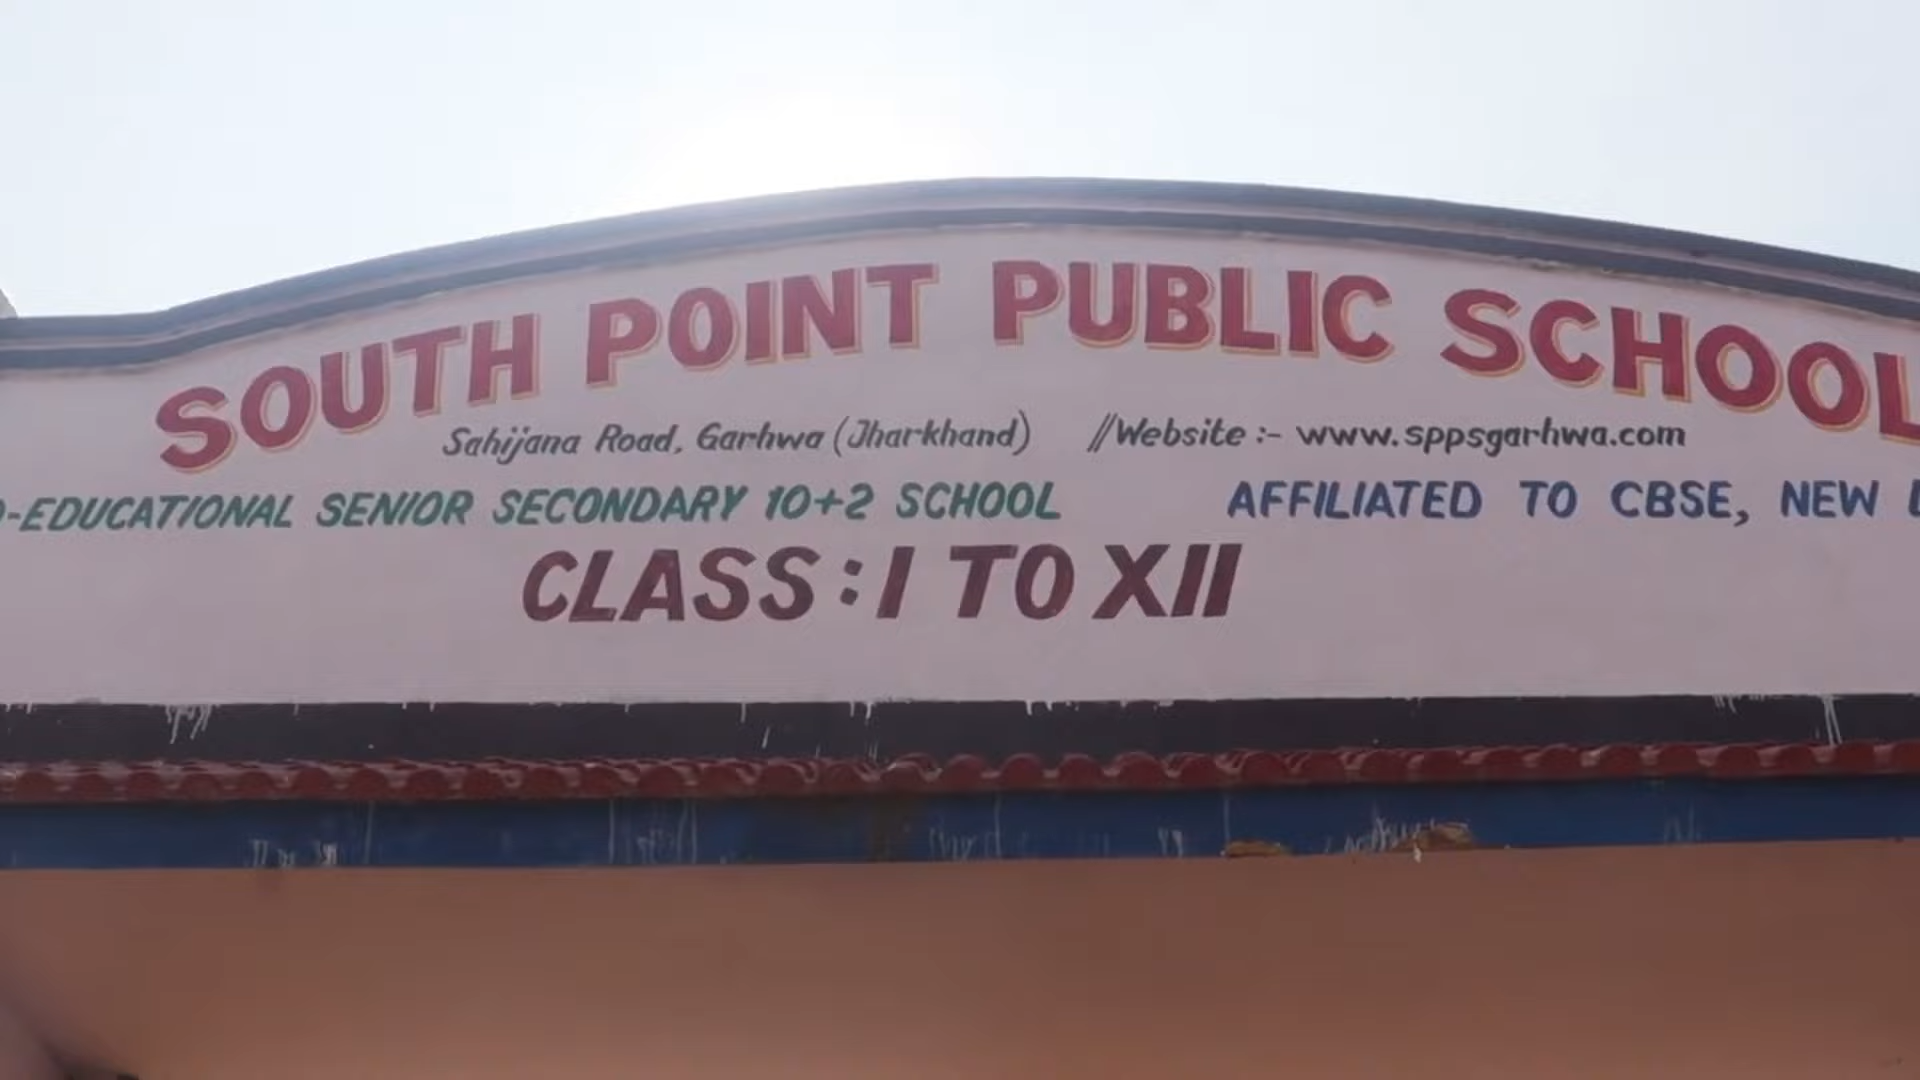 SOUTH POINT PUBLIC SCHOOL
Sahijana Road, Garhwa (Jharkhand) //Website :- www.sppsgarhwa.com
-EDUCATIONAL SENIOR SECONDARY 10+2 SCHOOL AFFILIATED TO CBSE, NEW
CLASS : I TO XII